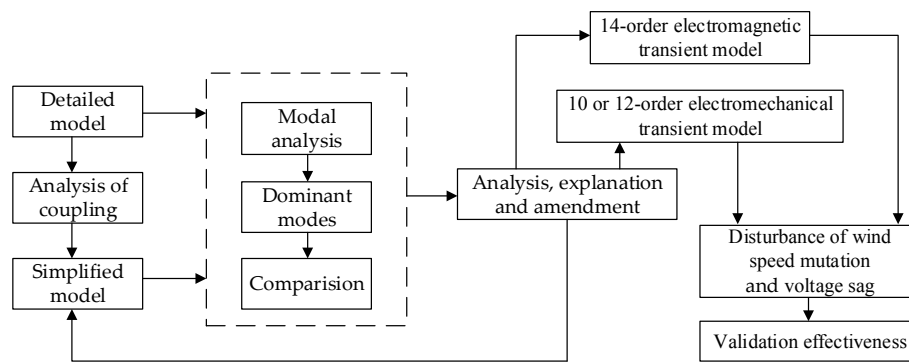 Detailed
model
Analysis of
coupling
Simplified
model
Modal
analysis
Dominant
modes
Comparision
Analysis, explanation
and amendment
14-order electromagnetic
transient model
10 or 12-order electromechanical
transient model
Disturbance of wind
speed mutation
and voltage sag
Validation effectiveness